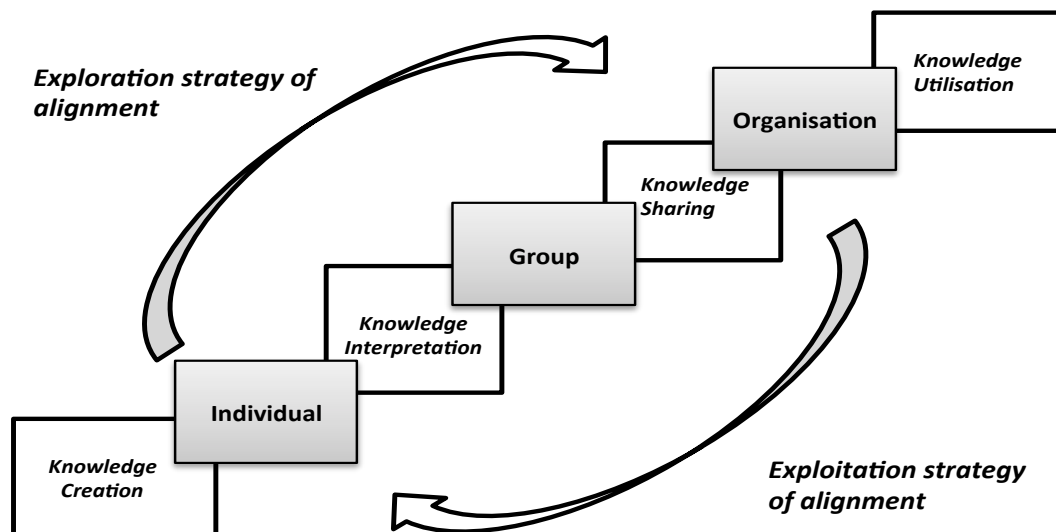 Exploration strategy of
alignment
Knowledge
Utilisation
Organisation
Knowledge
Sharing
Group
Knowledge
Interpretation
Individual
Knowledge
Creation
Exploitation strategy
of alignment